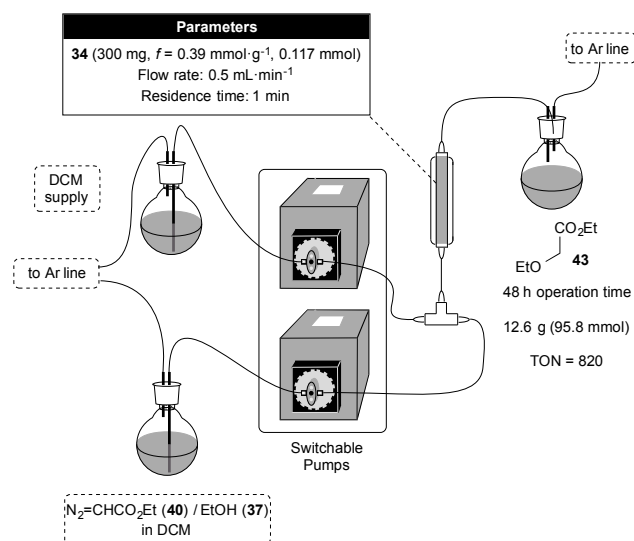 Parameters
34 (300 mg, f = 0.39 mmol·g⁻¹, 0.117 mmol)
Flow rate: 0.5 mL·min⁻¹
Residence time: 1 min
to Ar line
DCM
supply
to Ar line
CO₂Et
EtO
43
48 h operation time
12.6 g (95.8 mmol)
TON = 820
Switchable
Pumps
N₂=CHCO₂Et (40) / EtOH (37)
in DCM